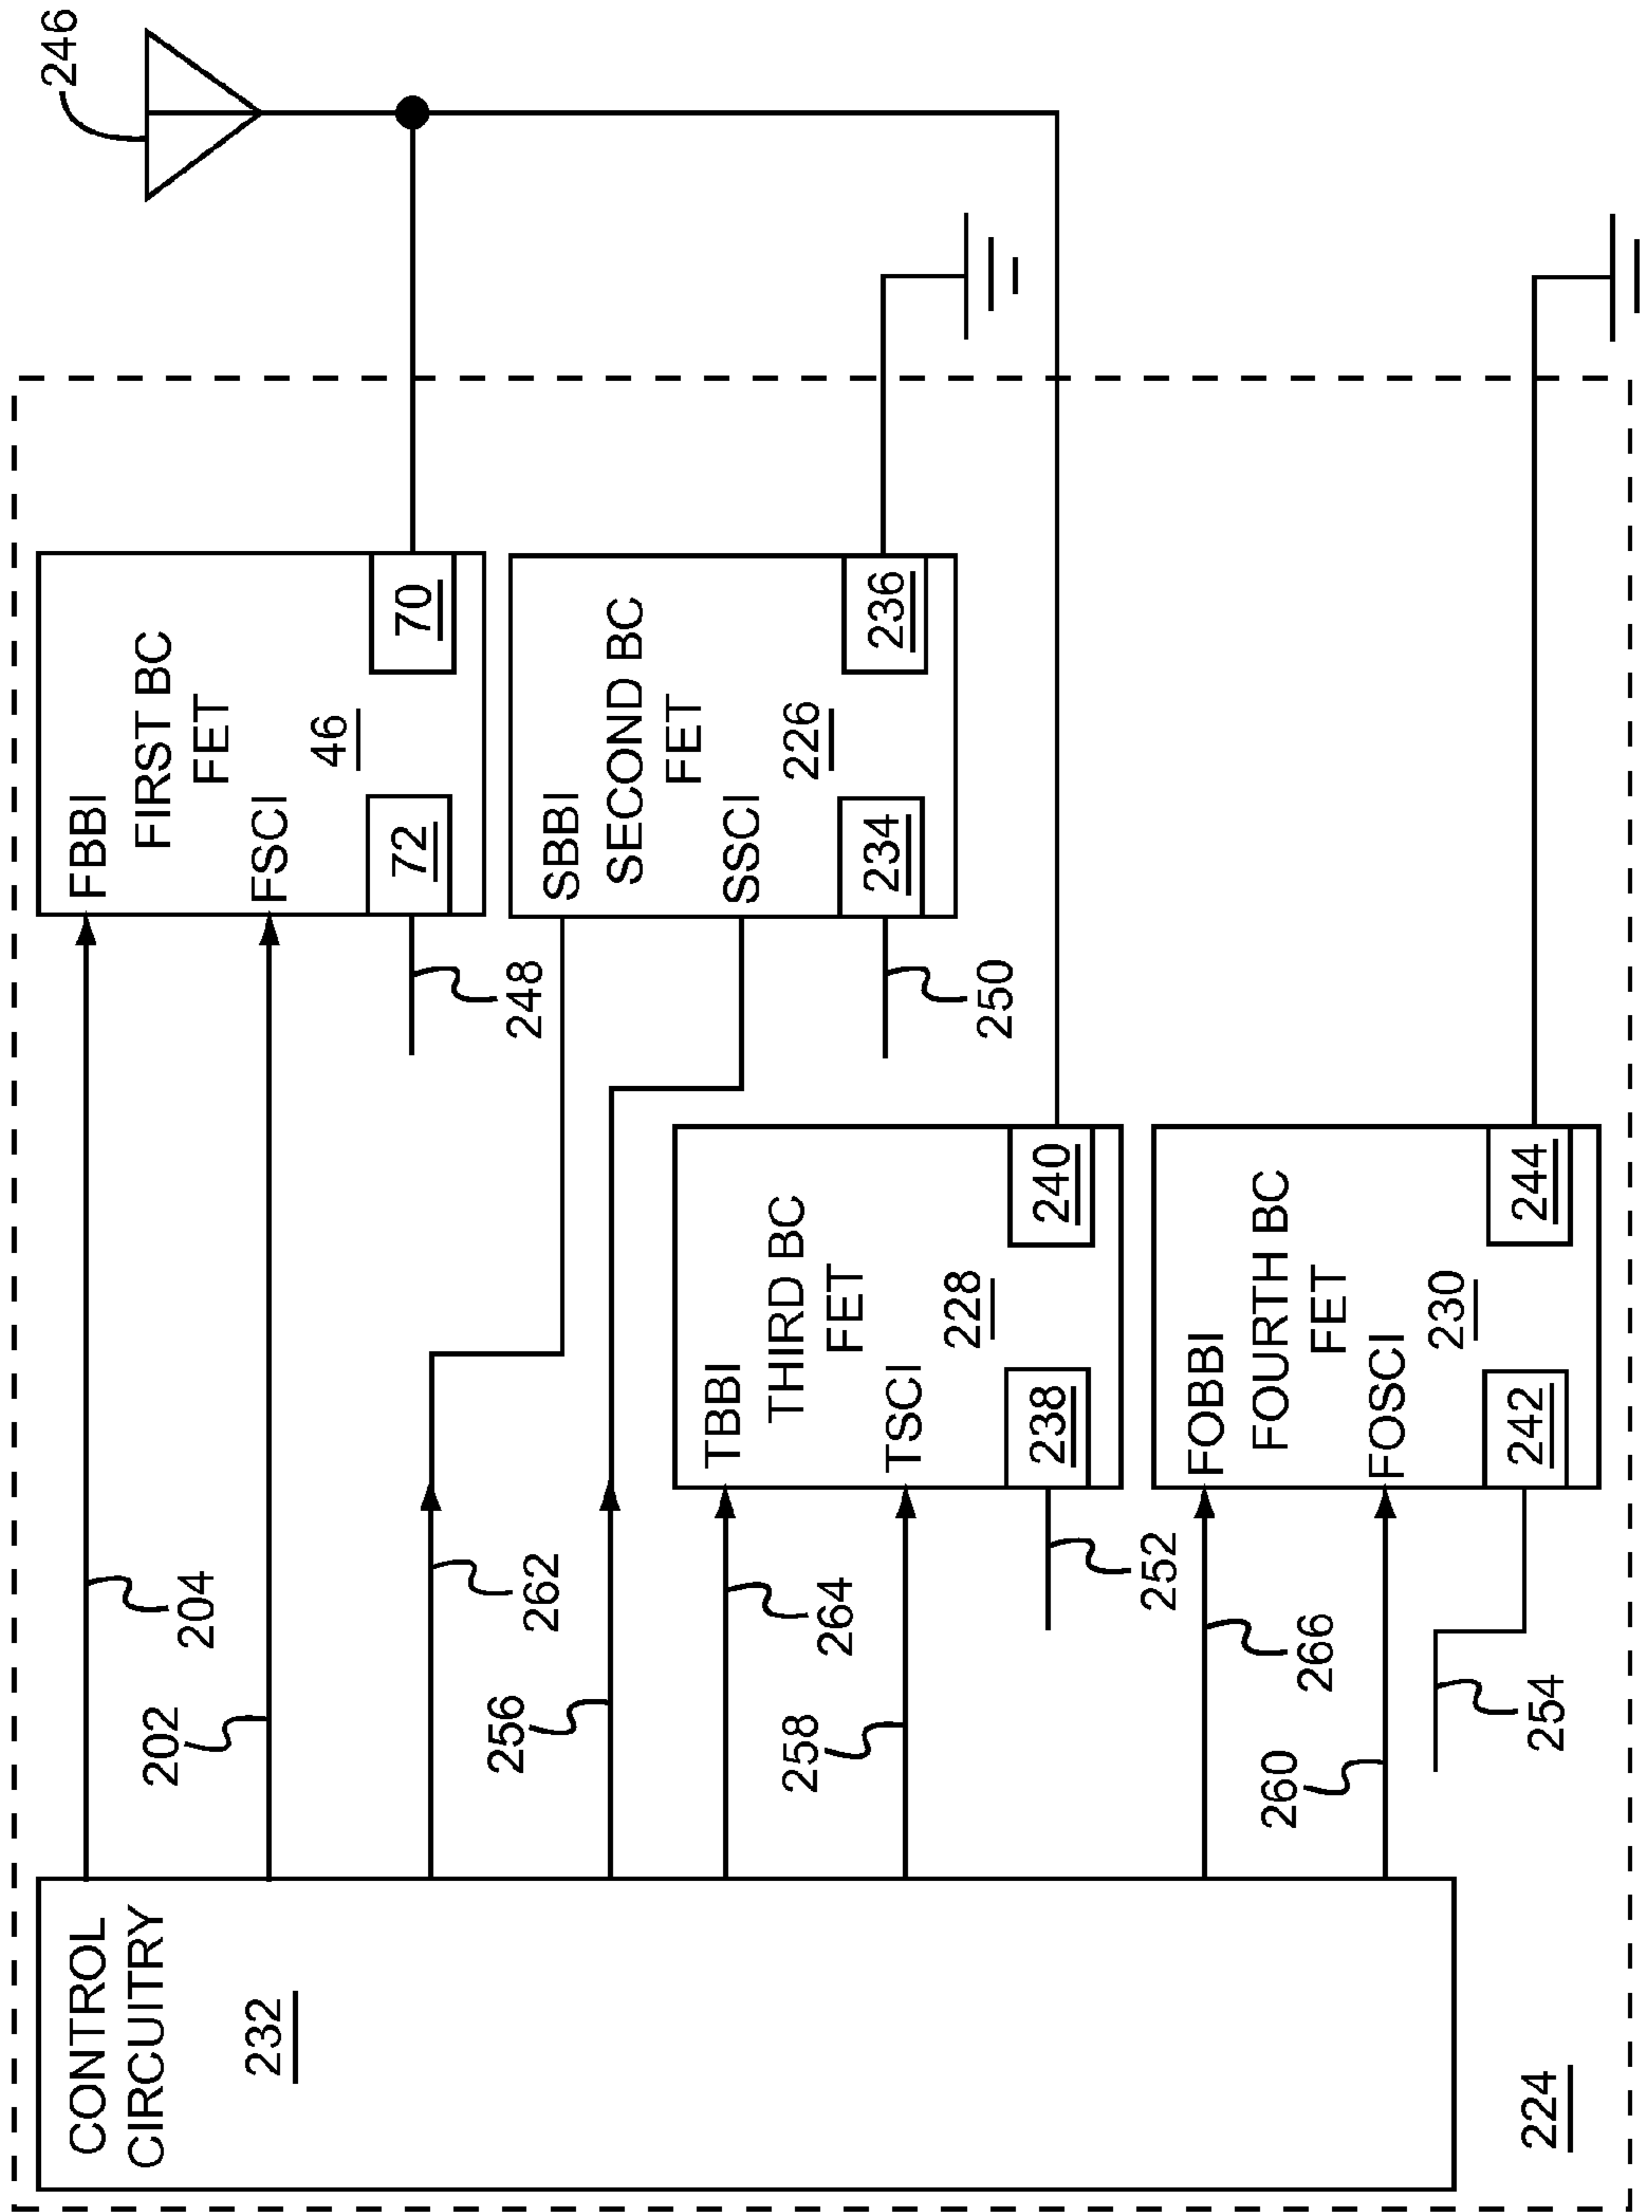 246
FBBI
FIRST BC
FET
FSCI
46
72
70
204
202
248
SBBI
SECOND BC
FET
SSCI
226
234
236
262
256
250
TBBI
THIRD BC
FET
TSCI
228
238
240
264
258
252
FOBBI
FOURTH BC
FET
FOSCI
230
242
244
266
260
254
CONTROL
CIRCUITRY
232
224